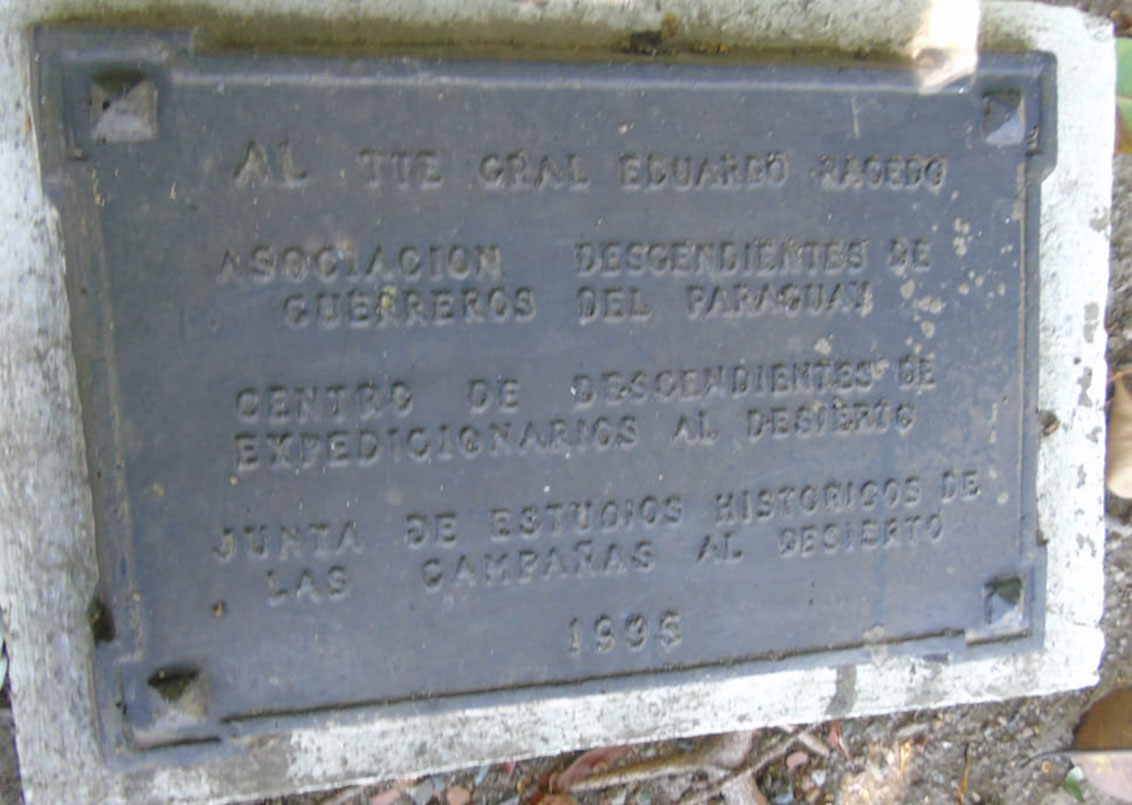 AL TTE GRAL EDUARDO RACEDO
ASOCIACION DESCENDIENTES DE
GUERREROS DEL PARAGUAY
CENTRO DE DESCENDIENTES DE
EXPEDICIONARIOS AL DESIERTO
JUNTA DE ESTUDIOS HISTORICOS DE
LAS CAMPAÑAS AL DESIERTO